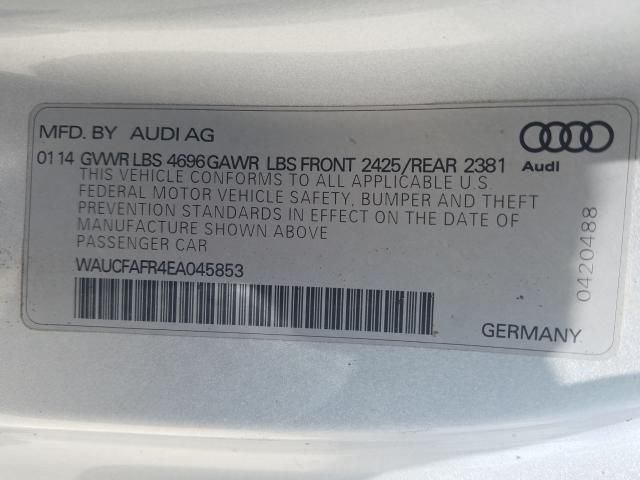 MFD. BY AUDI AG
0114 GVWR LBS 4696 GAWR LBS FRONT 2425/REAR 2381
THIS VEHICLE CONFORMS TO ALL APPLICABLE U.S.
FEDERAL MOTOR VEHICLE SAFETY, BUMPER AND THEFT
PREVENTION STANDARDS IN EFFECT ON THE DATE OF
MANUFACTURE SHOWN ABOVE
PASSENGER CAR
WAUCFAFR4EA045853
Audi
0420488
GERMANY